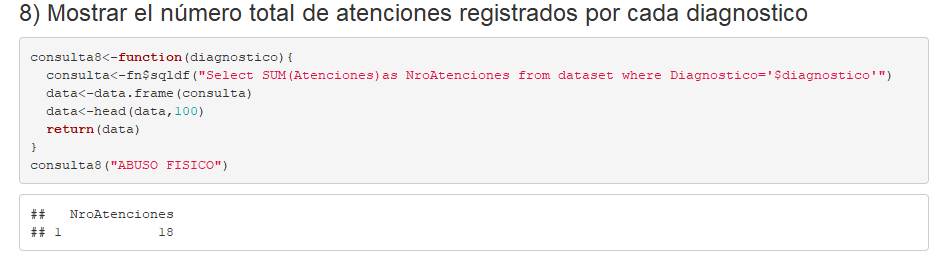 8) Mostrar el número total de atenciones registrados por cada diagnostico
consulta8<-function(diagnostico){
  consulta<-fn$sqldf("Select SUM(Atenciones)as NroAtenciones from dataset where Diagnostico='$diagnostico'")
  data<-data.frame(consulta)
  data<-head(data,100)
  return(data)
}
consulta8("ABUSO FISICO")
##   NroAtenciones
## 1            18